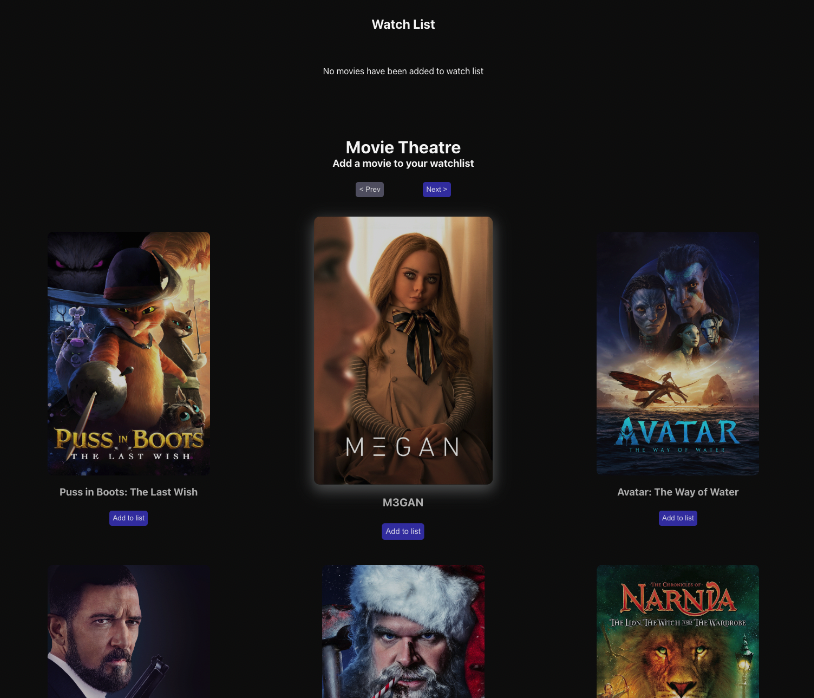 Watch List
No movies have been added to watch list
Movie Theatre
Add a movie to your watchlist
< Prev
Next >
PUSS IN BOOTS
THE LAST WISH
Puss in Boots: The Last Wish
Add to list
M3GAN
M3GAN
Add to list
AVATAR
THE WAY OF WATER
Avatar: The Way of Water
Add to list
THE CHRONICLES OF
NARNIA
THE LION, THE WITCH AND THE WARDROBE